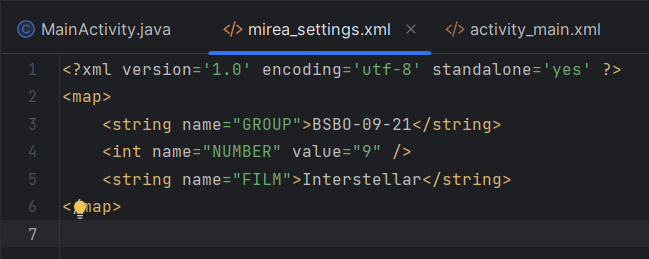 MainActivity.java mirea_settings.xml activity_main.xml
1 <?xml version='1.0' encoding='utf-8' standalone='yes' ?>
2 <map>
3 <string name="GROUP">BSBO-09-21</string>
4 <int name="NUMBER" value="9" />
5 <string name="FILM">Interstellar</string>
6 </map>
7